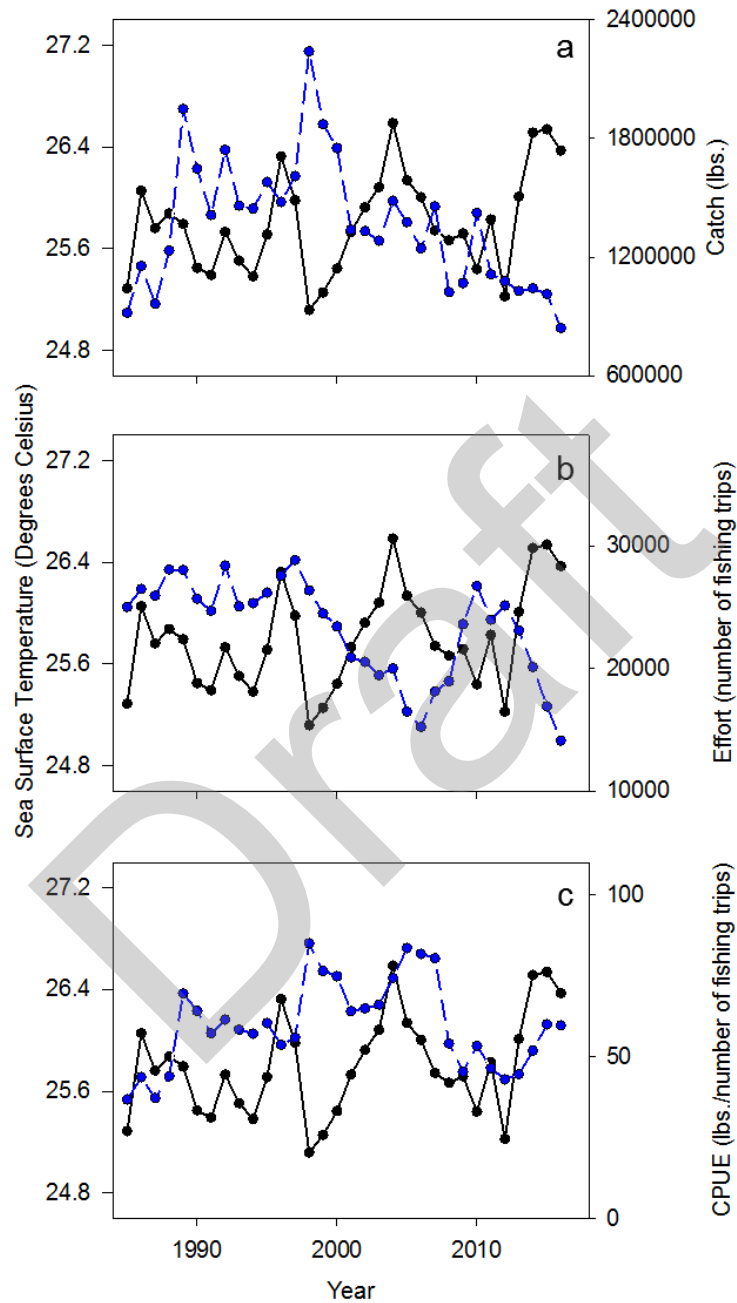 27.2
26.4
25.6
24.8
a
2400000
1800000
1200000
600000
Catch (lbs.)
Sea Surface Temperature (Degrees Celsius)
27.2
26.4
25.6
24.8
b
30000
20000
10000
Effort (number of fishing trips)
27.2
26.4
25.6
24.8
c
100
50
0
CPUE (lbs./number of fishing trips)
1990
2000
2010
Year
Draft